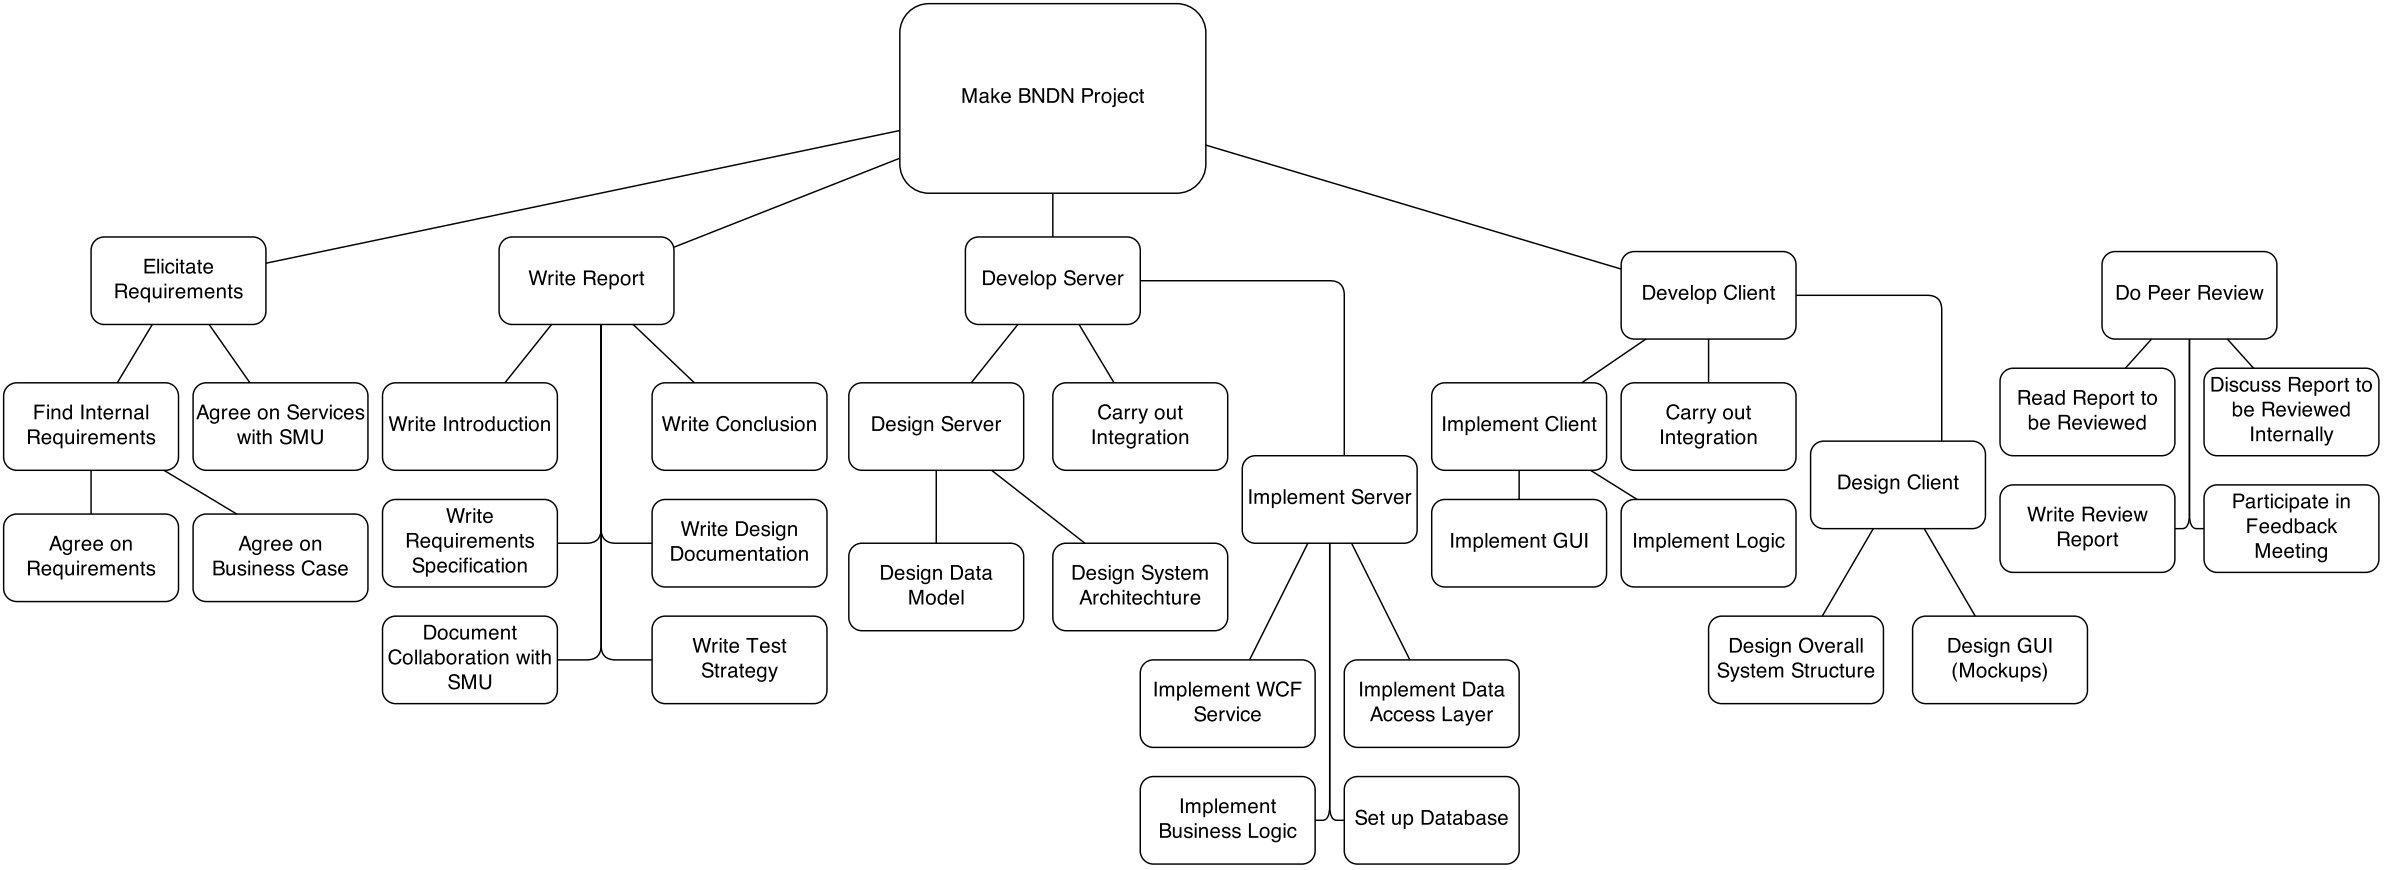 Make BNDN Project
Elicitate
Requirements
Write Report
Develop Server
Develop Client
Do Peer Review
Find Internal
Requirements
Agree on Services
with SMU
Write Introduction
Write Conclusion
Design Server
Carry out
Integration
Implement Client
Carry out
Integration
Read Report to
be Reviewed
Discuss Report to
be Reviewed
Internally
Implement Server
Design Client
Agree on
Requirements
Agree on
Business Case
Write
Requirements
Specification
Write Design
Documentation
Design Data
Model
Design System
Architechture
Implement GUI
Implement Logic
Write Review
Report
Participate in
Feedback
Meeting
Document
Collaboration with
SMU
Write Test
Strategy
Implement WCF
Service
Implement Data
Access Layer
Design Overall
System Structure
Design GUI
(Mockups)
Implement
Business Logic
Set up Database